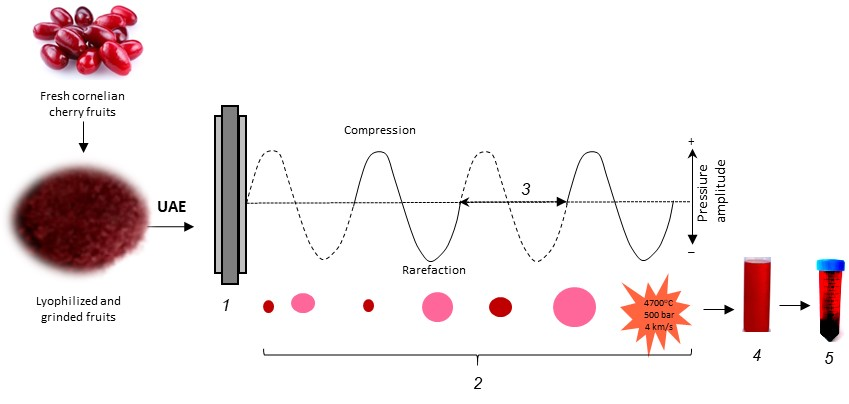 Fresh cornelian
cherry fruits
UAE
Lyophilized and
grinded fruits
1
Compression
3
Rarefaction
+
Pressiure
amplitude
–
4700°C
500 bar
4 km/s
2
4
5